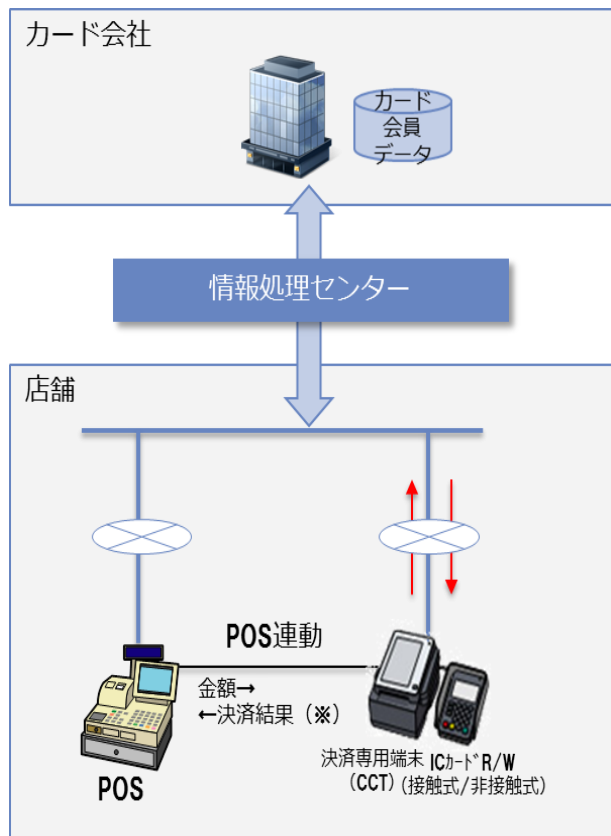 カード会社
カード
会員
データ
情報処理センター
店舗
POS連動
金額→
←決済結果（※）
POS
決済専用端末
(CCT)
ICｶｰﾄﾞR/W
(接触式/非接触式)